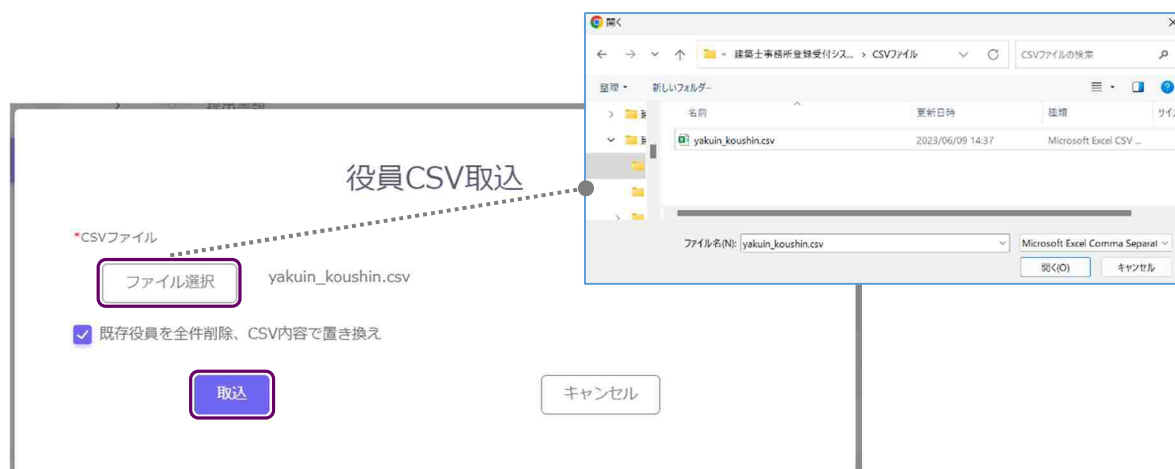 開く
建築士事務所登録受付シス... › CSVファイル
CSVファイルの検索
整理
新しいフォルダー
名前
更新日時
種類
yakuin_koushin.csv
2023/06/09 14:37
Microsoft Excel CSV ...
ファイル名(N):
yakuin_koushin.csv
Microsoft Excel Comma Separat
開く(O)
キャンセル
役員CSV取込
*CSVファイル
ファイル選択
yakuin_koushin.csv
既存役員を全件削除、CSV内容で置き換え
取込
キャンセル